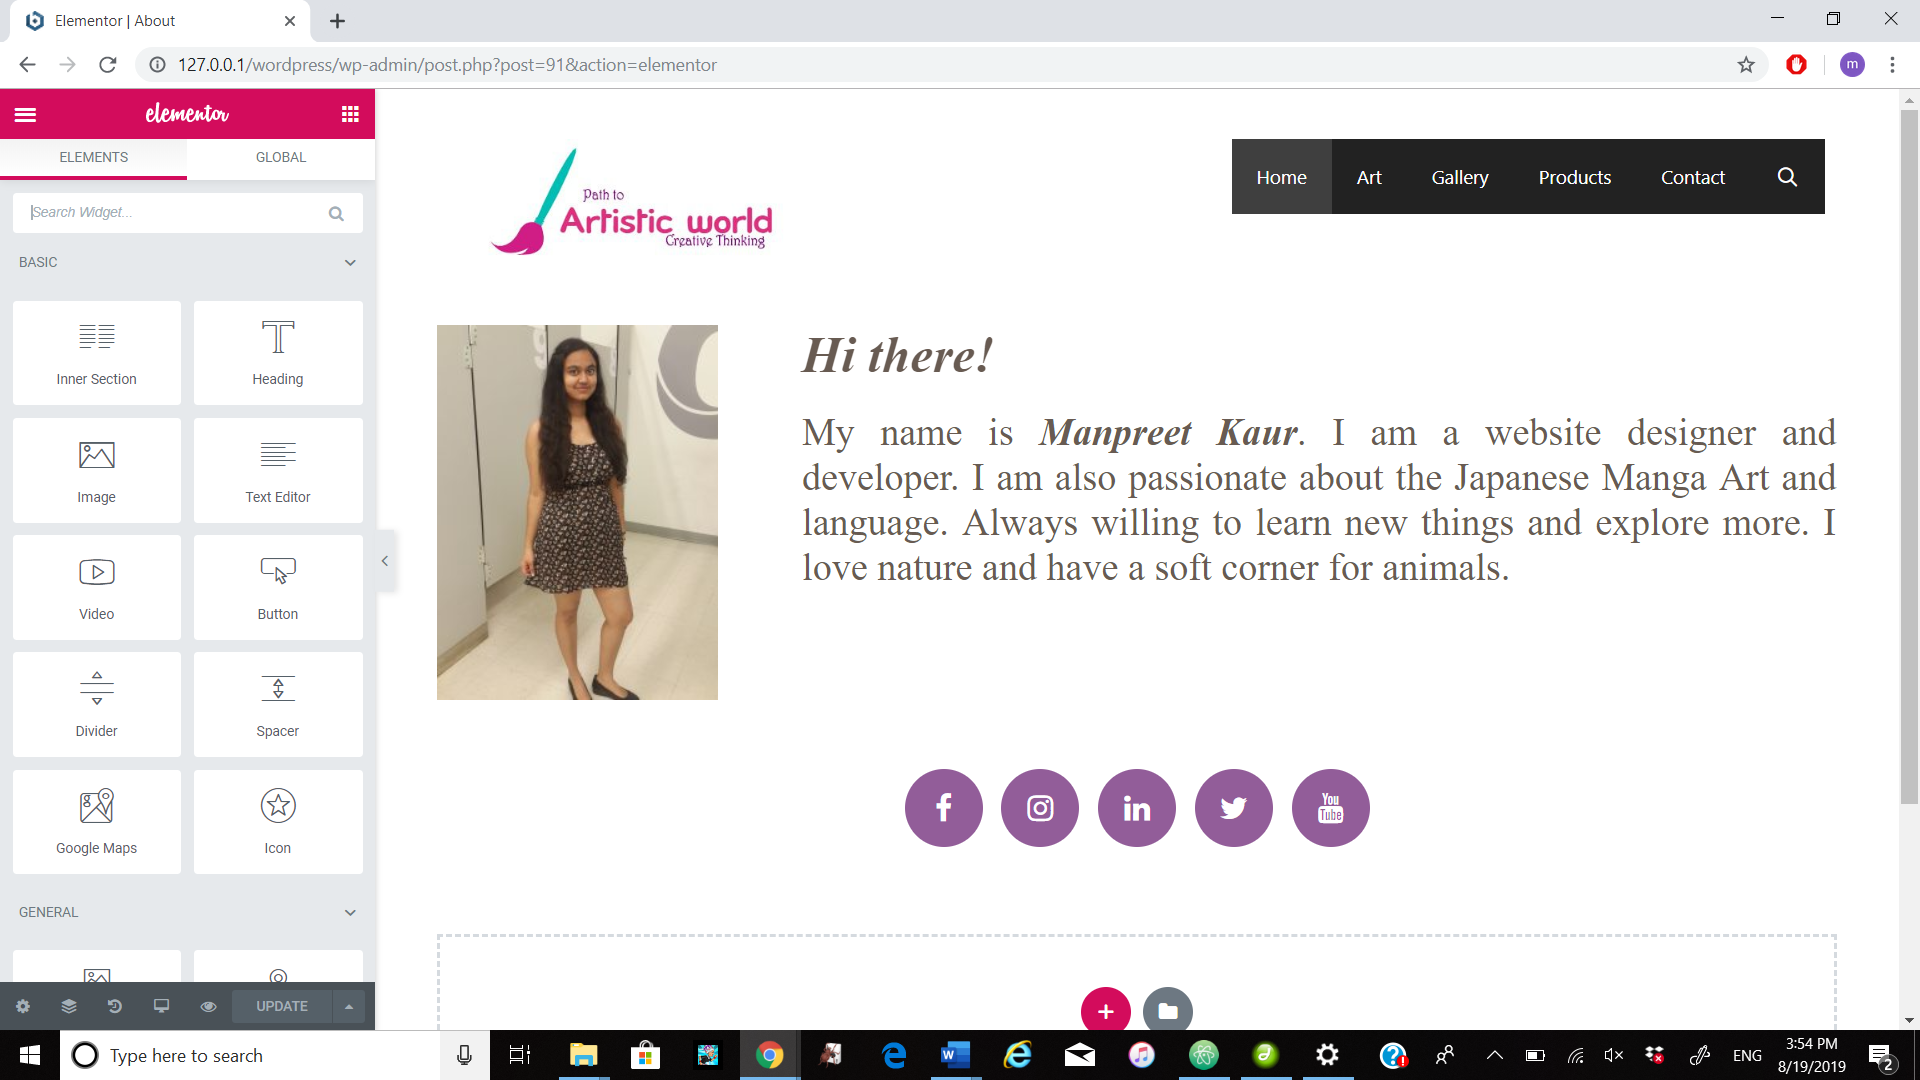 Elementor | About
127.0.0.1/wordpress/wp-admin/post.php?post=91&action=elementor
m
elementor
ELEMENTS
GLOBAL
Search Widget...
BASIC
Inner Section
Heading
Image
Text Editor
Video
Button
Divider
Spacer
Google Maps
Icon
GENERAL
UPDATE
Path to
Artistic world
Creative Thinking
Home
Art
Gallery
Products
Contact
Hi there!
My name is Manpreet Kaur. I am a website designer and
developer. I am also passionate about the Japanese Manga Art and
language. Always willing to learn new things and explore more. I
love nature and have a soft corner for animals.
f
in
You
Tube
Type here to search
ENG
3:54 PM
8/19/2019
2